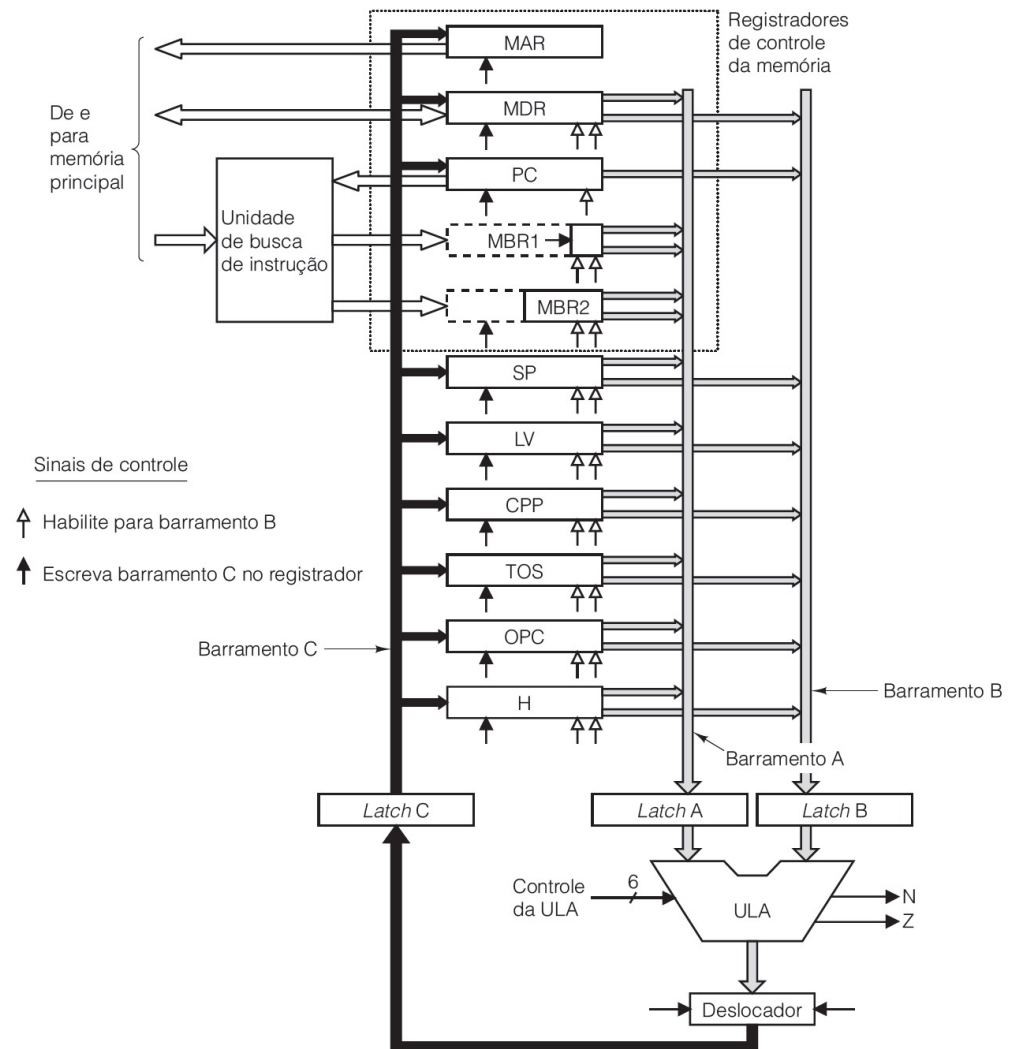 MAR
Registradores
de controle
da memória
De e
para
memória
principal
MDR
PC
Unidade
de busca
de instrução
MBR1
MBR2
SP
LV
Sinais de controle
CPP
Habilite para barramento B
TOS
Escreva barramento C no registrador
OPC
Barramento C
H
Barramento B
Barramento A
Latch C
Latch A
Latch B
Controle
da ULA
6
ULA
N
Z
Deslocador